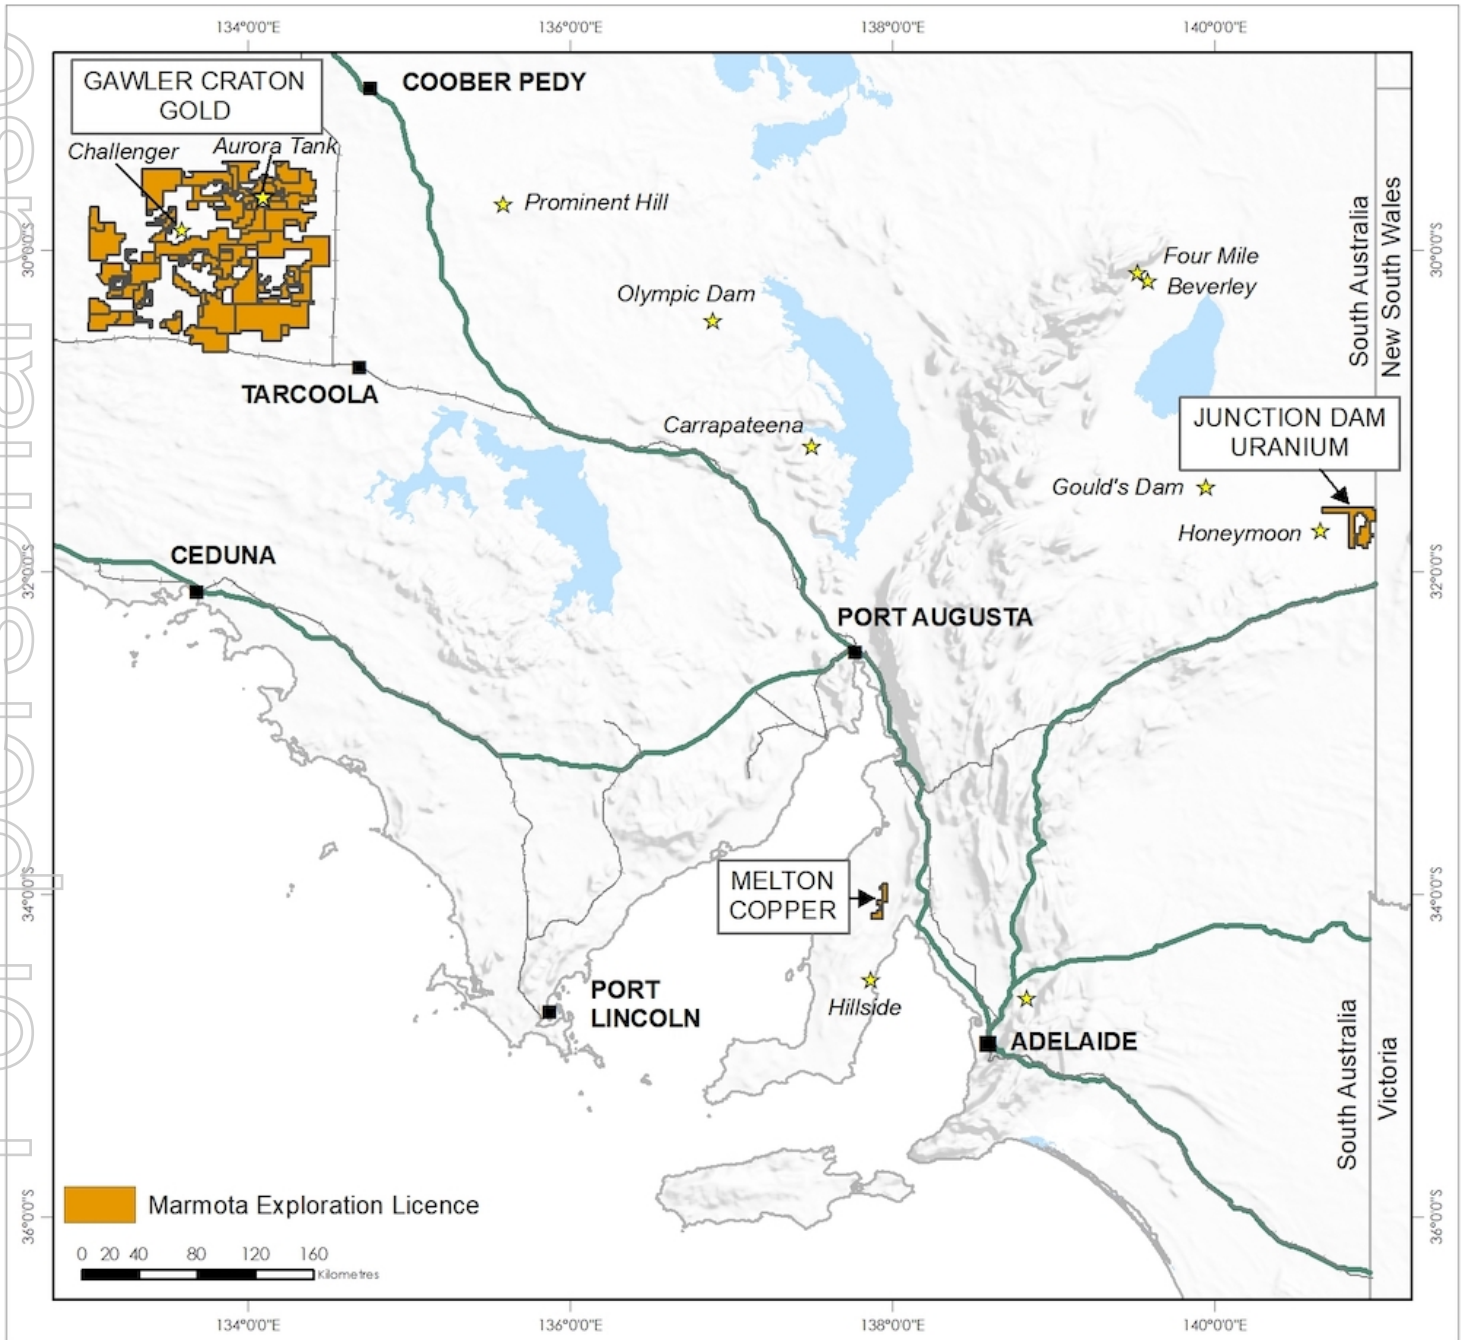 134°0'0"E
136°0'0"E
138°0'0"E
140°0'0"E
GAWLER CRATON
GOLD
COOBER PEDY
Challenger
Aurora Tank
Prominent Hill
South Australia
New South Wales
30°0'0"S
30°0'0"S
Four Mile
Beverley
Olympic Dam
TARCOOLA
Carrapateena
JUNCTION DAM
URANIUM
Gould's Dam
Honeymoon
CEDUNA
32°0'0"S
32°0'0"S
PORT AUGUSTA
MELTON
COPPER
34°0'0"S
34°0'0"S
PORT
LINCOLN
Hillside
ADELAIDE
South Australia
Victoria
Marmota Exploration Licence
36°0'0"S
36°0'0"S
0 20 40 80 120 160
Kilometres
134°0'0"E
136°0'0"E
138°0'0"E
140°0'0"E